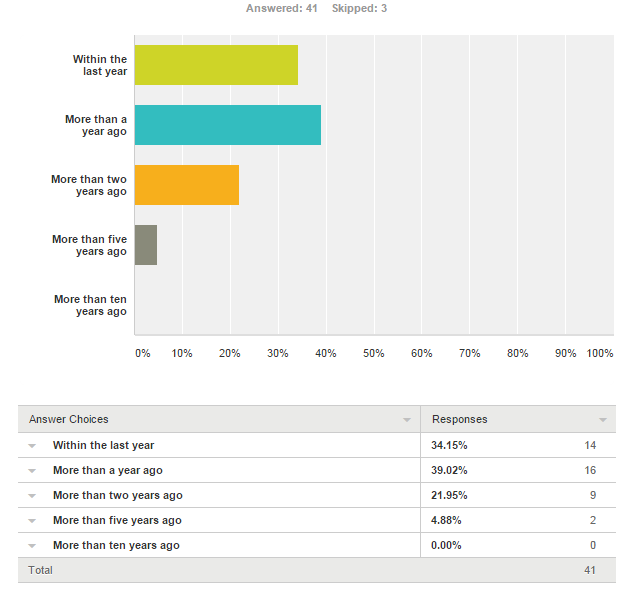 Answered: 41 Skipped: 3
Within the
last year
More than a
year ago
More than two
years ago
More than five
years ago
More than ten
years ago
0% 10% 20% 30% 40% 50% 60% 70% 80% 90% 100%
Answer Choices Responses
Within the last year 34.15% 14
More than a year ago 39.02% 16
More than two years ago 21.95% 9
More than five years ago 4.88% 2
More than ten years ago 0.00% 0
Total 41